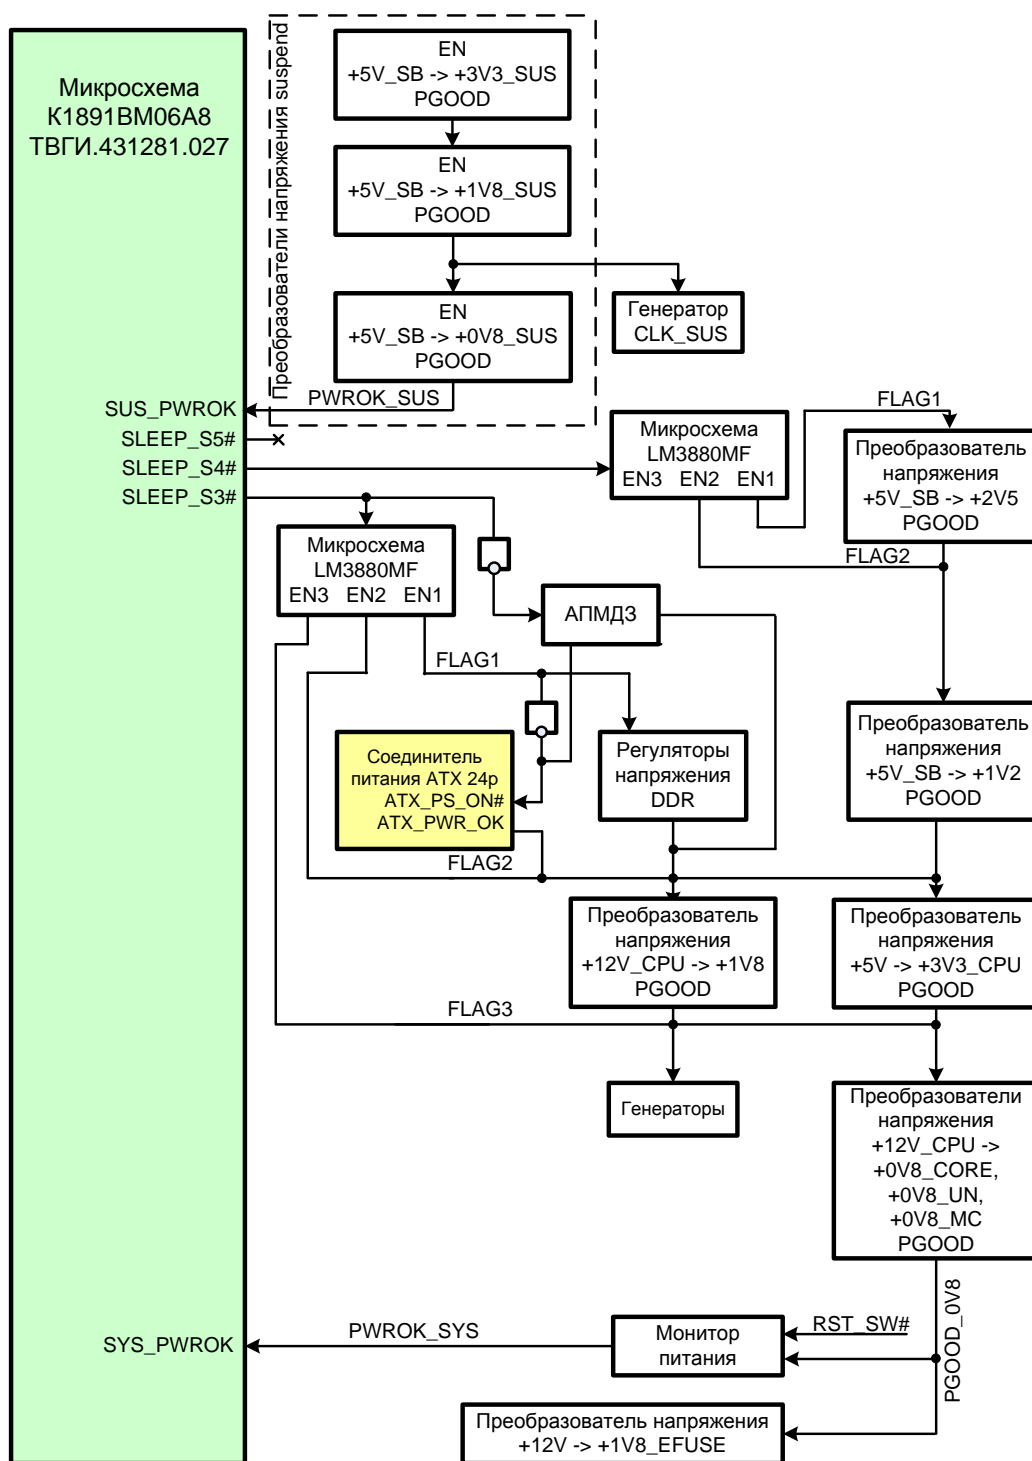 Микросхема
К1891ВМ06А8
ТВГИ.431281.027
Преобразователи напряжения suspend
EN
+5V_SB -> +3V3_SUS
PGOOD
EN
+5V_SB -> +1V8_SUS
PGOOD
EN
+5V_SB -> +0V8_SUS
PGOOD
Генератор
CLK_SUS
PWROK_SUS
SUS_PWROK
SLEEP_S5#
SLEEP_S4#
SLEEP_S3#
Микросхема
LM3880MF
EN3 EN2 EN1
FLAG1
Преобразователь
напряжения
+5V_SB -> +2V5
PGOOD
FLAG2
Микросхема
LM3880MF
EN3 EN2 EN1
АПМДЗ
FLAG1
Соединитель
питания ATX 24p
ATX_PS_ON#
ATX_PWR_OK
Регуляторы
напряжения
DDR
Преобразователь
напряжения
+5V_SB -> +1V2
PGOOD
FLAG2
Преобразователь
напряжения
+12V_CPU -> +1V8
PGOOD
Преобразователь
напряжения
+5V -> +3V3_CPU
PGOOD
FLAG3
Генераторы
Преобразователи
напряжения
+12V_CPU ->
+0V8_CORE,
+0V8_UN,
+0V8_MC
PGOOD
PGOOD_0V8
SYS_PWROK
PWROK_SYS
Монитор
питания
RST_SW#
Преобразователь напряжения
+12V -> +1V8_EFUSE